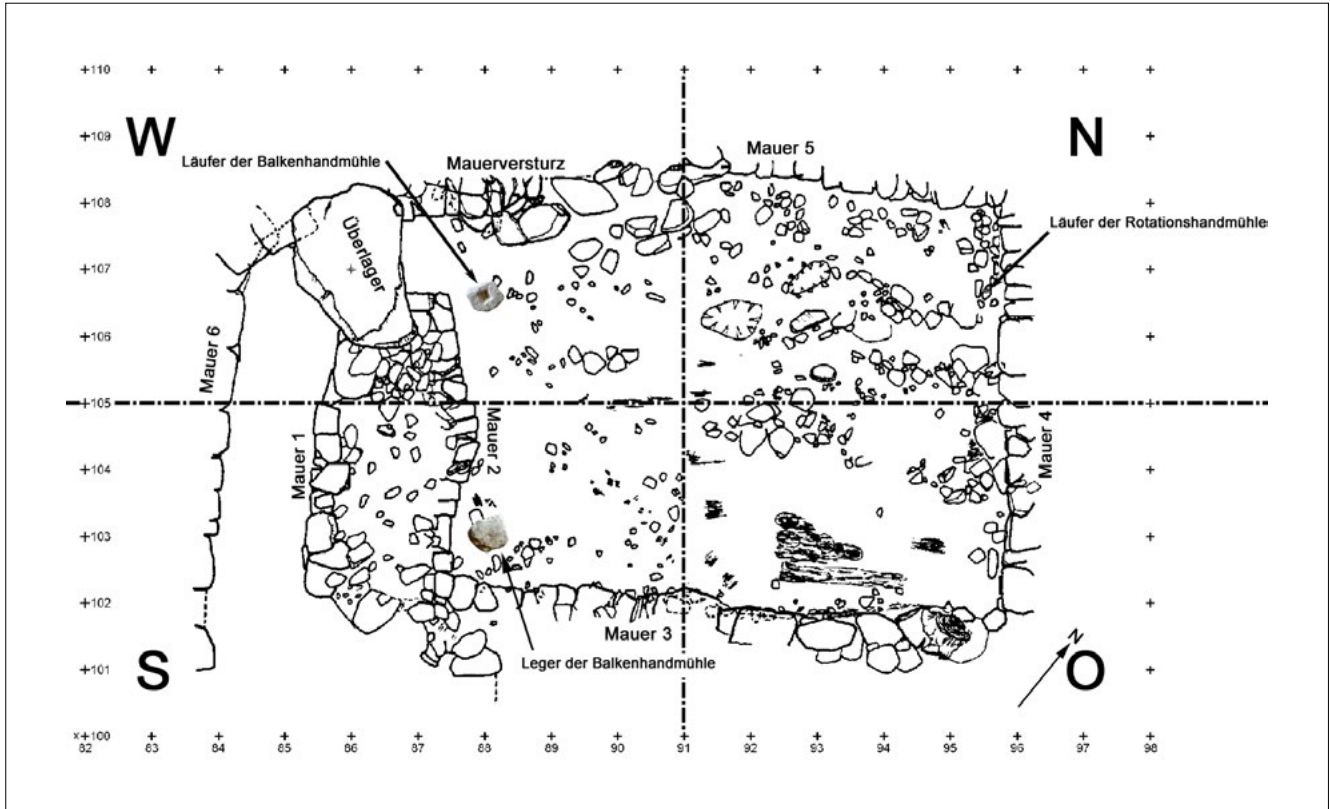 +110
W
N
+109
Mauer 5
Läufer der Balkenhandmühle
Mauerversturz
+108
Läufer der Rotationshandmühle
Überlager
+107
+106
Mauer 6
+105
Mauer 1
Mauer 2
Mauer 4
+104
+103
+102
Mauer 3
N
+101
S
Leger der Balkenhandmühle
O
x+100
82 83 84 85 86 87 88 89 90 91 92 93 94 95 96 97 98